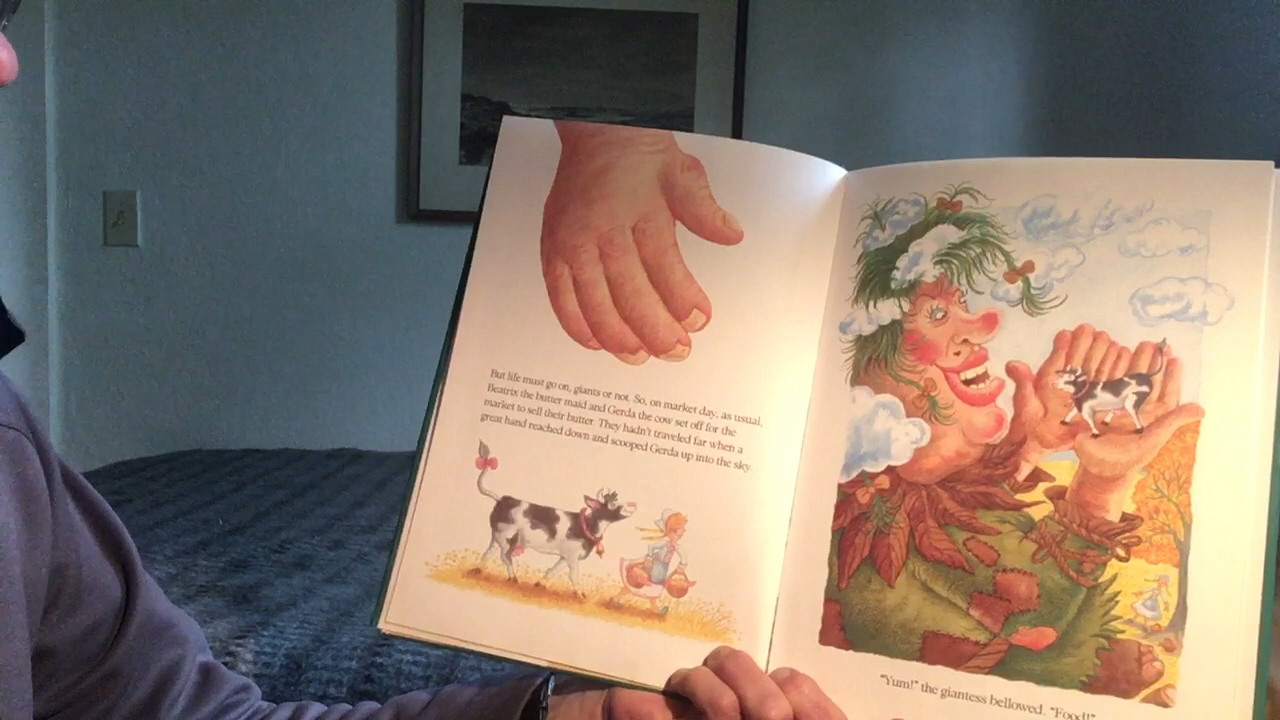 But life must go on, giants or not. So, on market day, as usual,
Beatrix the butter maid and Gerda the cow set off for the
market to sell their butter. They hadn't traveled far when a
great hand reached down and scooped Gerda up into the sky.
"Yum!" the giantess bellowed. "Food!"